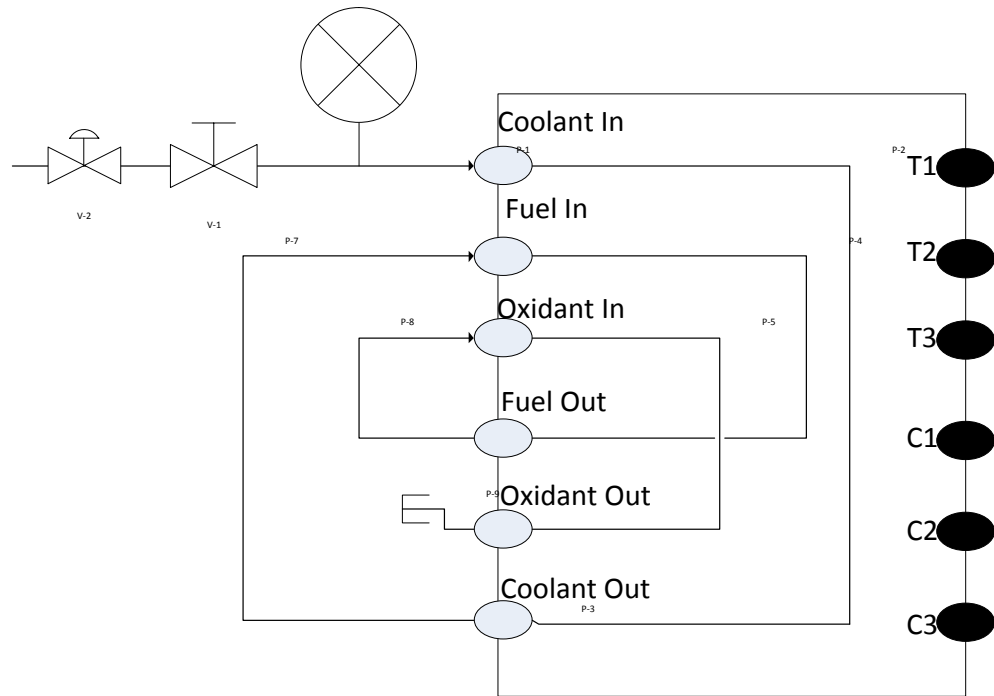 Coolant In
P-1
P-2
T1
V-2
V-1
Fuel In
P-7
P-4
T2
Oxidant In
P-8
P-5
T3
Fuel Out
C1
P-9
Oxidant Out
C2
Coolant Out
P-3
C3